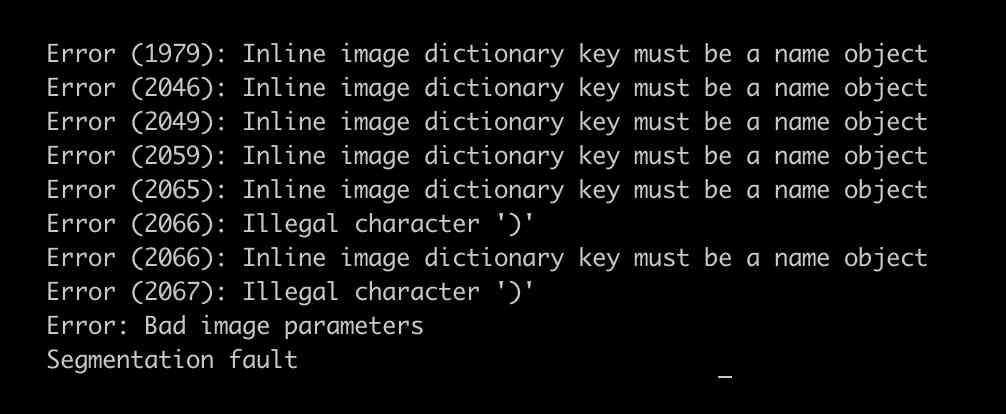 Error (1979): Inline image dictionary key must be a name object
Error (2046): Inline image dictionary key must be a name object
Error (2049): Inline image dictionary key must be a name object
Error (2059): Inline image dictionary key must be a name object
Error (2065): Inline image dictionary key must be a name object
Error (2066): Illegal character ')'
Error (2066): Inline image dictionary key must be a name object
Error (2067): Illegal character ')'
Error: Bad image parameters
Segmentation fault
_